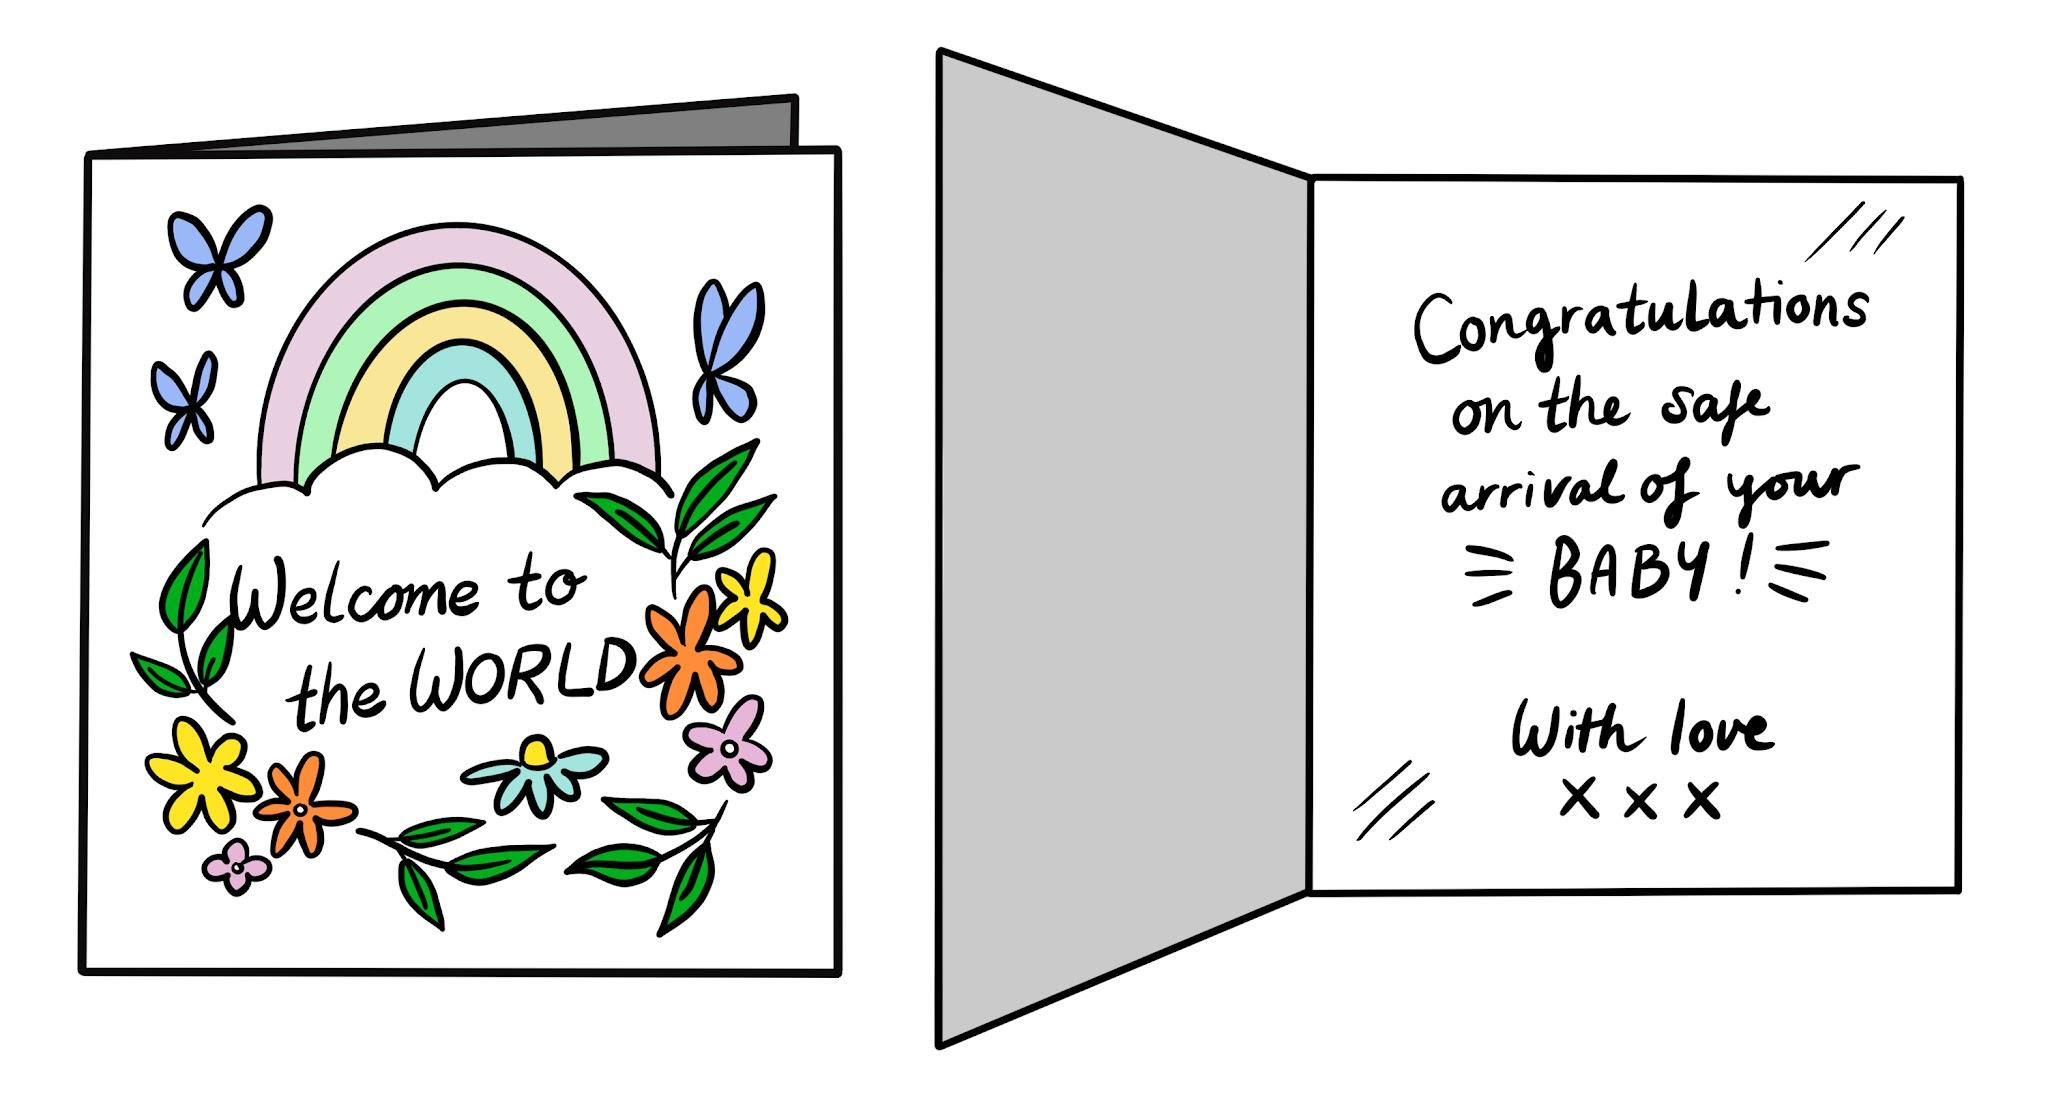 Welcome to
the WORLD
Congratulations
on the safe
arrival of your
BABY!
With love
x x x